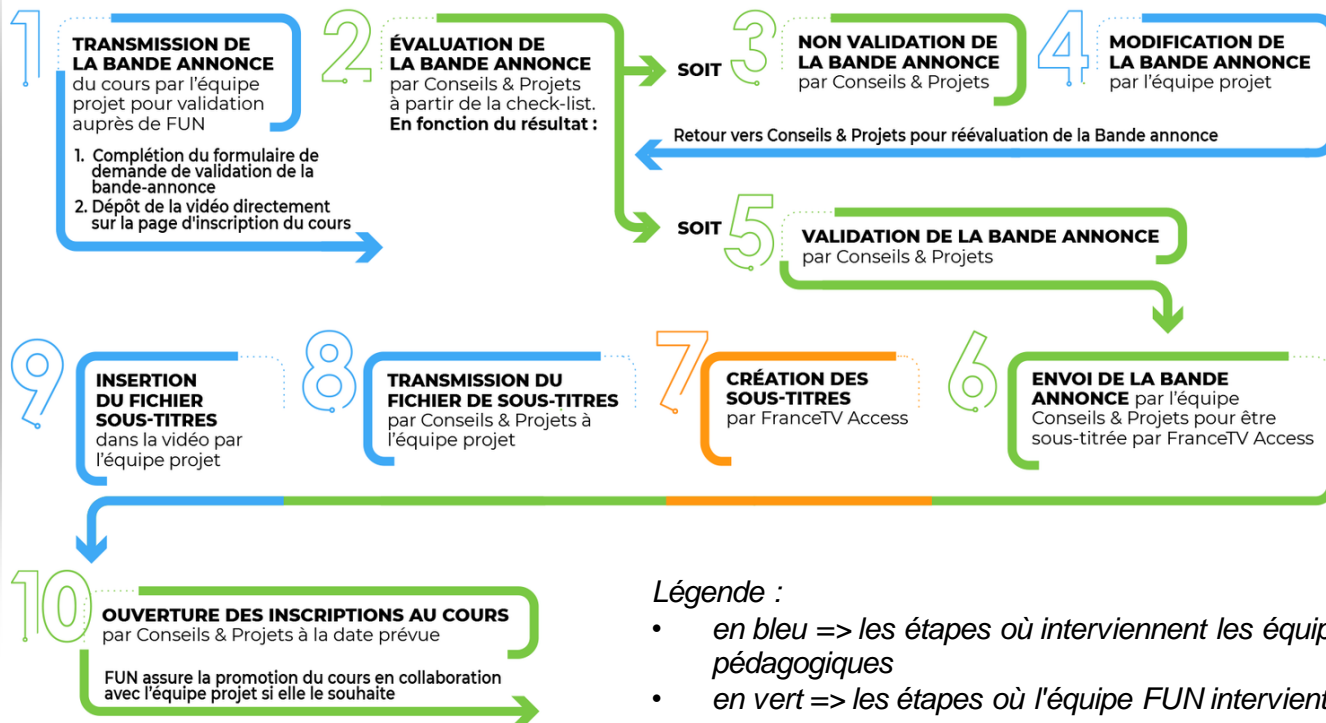 1
TRANSMISSION DE
LA BANDE ANNONCE
du cours par l'équipe
projet pour validation
auprès de FUN
1. Complétion du formulaire de
demande de validation de la
bande-annonce
2. Dépôt de la vidéo directement
sur la page d'inscription du cours
2
ÉVALUATION DE
LA BANDE ANNONCE
par Conseils & Projets
à partir de la check-list.
En fonction du résultat :
SOIT
3
NON VALIDATION DE
LA BANDE ANNONCE
par Conseils & Projets
4
MODIFICATION DE
LA BANDE ANNONCE
par l'équipe projet
Retour vers Conseils & Projets pour réévaluation de la Bande annonce
SOIT
5
VALIDATION DE LA BANDE ANNONCE
par Conseils & Projets
6
ENVOI DE LA BANDE
ANNONCE par l'équipe
Conseils & Projets pour être
sous-titrée par FranceTV Access
7
CRÉATION DES
SOUS-TITRES
par FranceTV Access
8
TRANSMISSION DU
FICHIER DE SOUS-TITRES
par Conseils & Projets à
l'équipe projet
9
INSERTION
DU FICHIER
SOUS-TITRES
dans la vidéo par
l'équipe projet
10
OUVERTURE DES INSCRIPTIONS AU COURS
par Conseils & Projets à la date prévue
FUN assure la promotion du cours en collaboration
avec l'équipe projet si elle le souhaite
Légende :
• en bleu => les étapes où interviennent les
pédagogiques
• en vert => les étapes où l'équipe FUN intervient